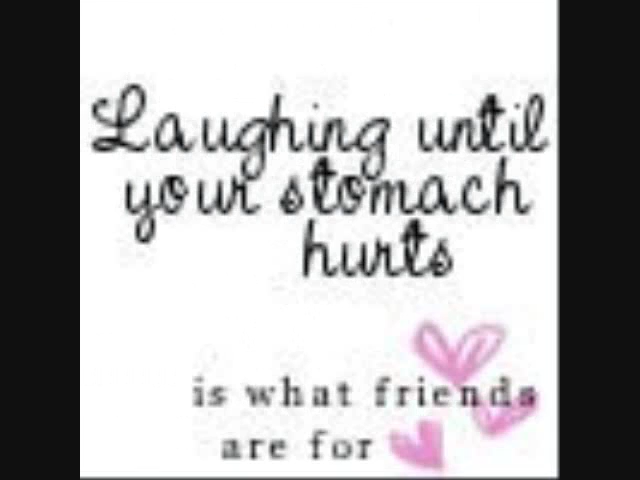 Laughing until
your stomach
hurts
is what friends
are for